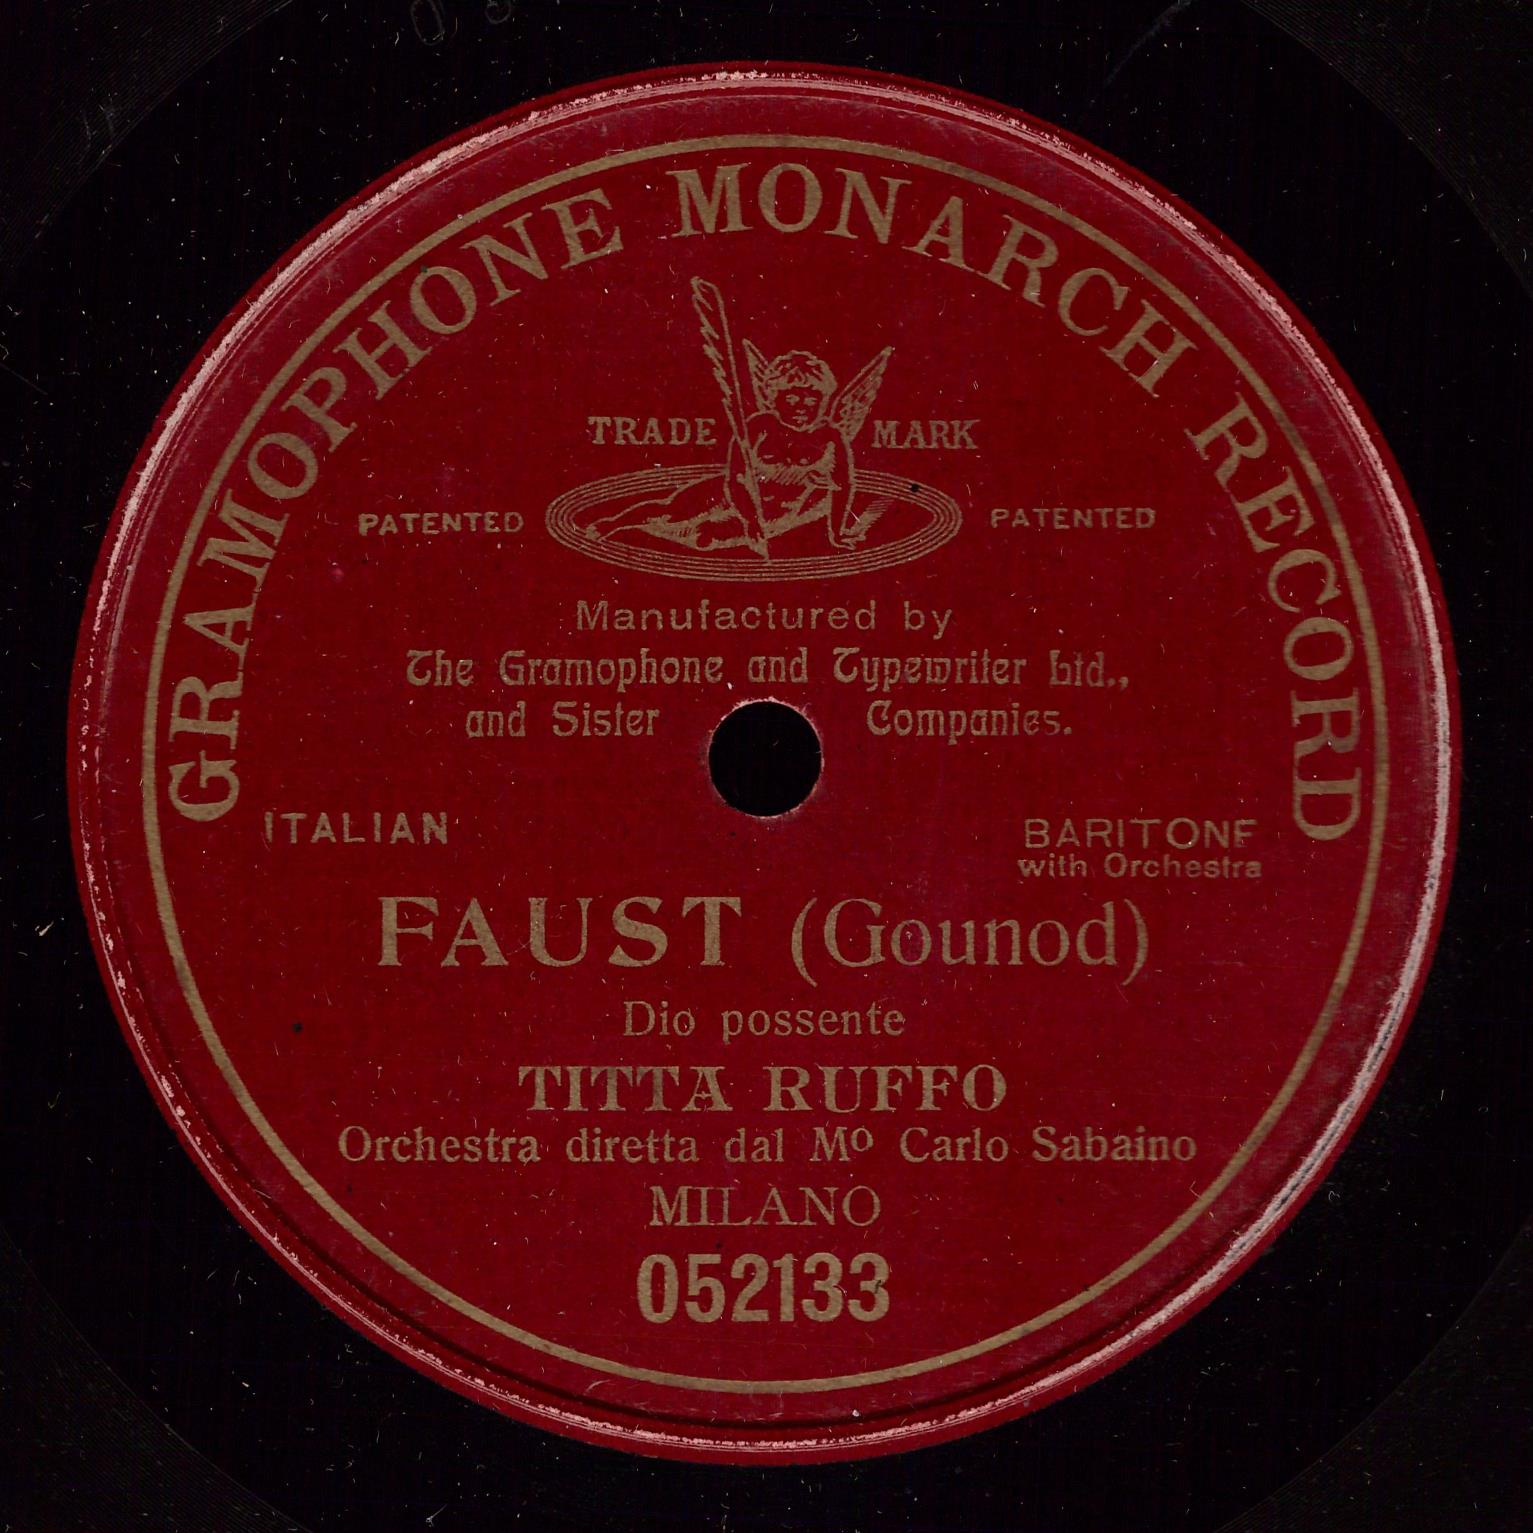 GRAMOPHONE MONARCH RECORD
TRADE MARK
PATENTED PATENTED
Manufactured by
The Gramophone and Typewriter Ltd.,
and Sister Companies.
ITALIAN
BARITONE
with Orchestra
FAUST (Gounod)
Dio possente
TITTA RUFFO
Orchestra diretta dal Mº Carlo Sabaino
MILANO
052133